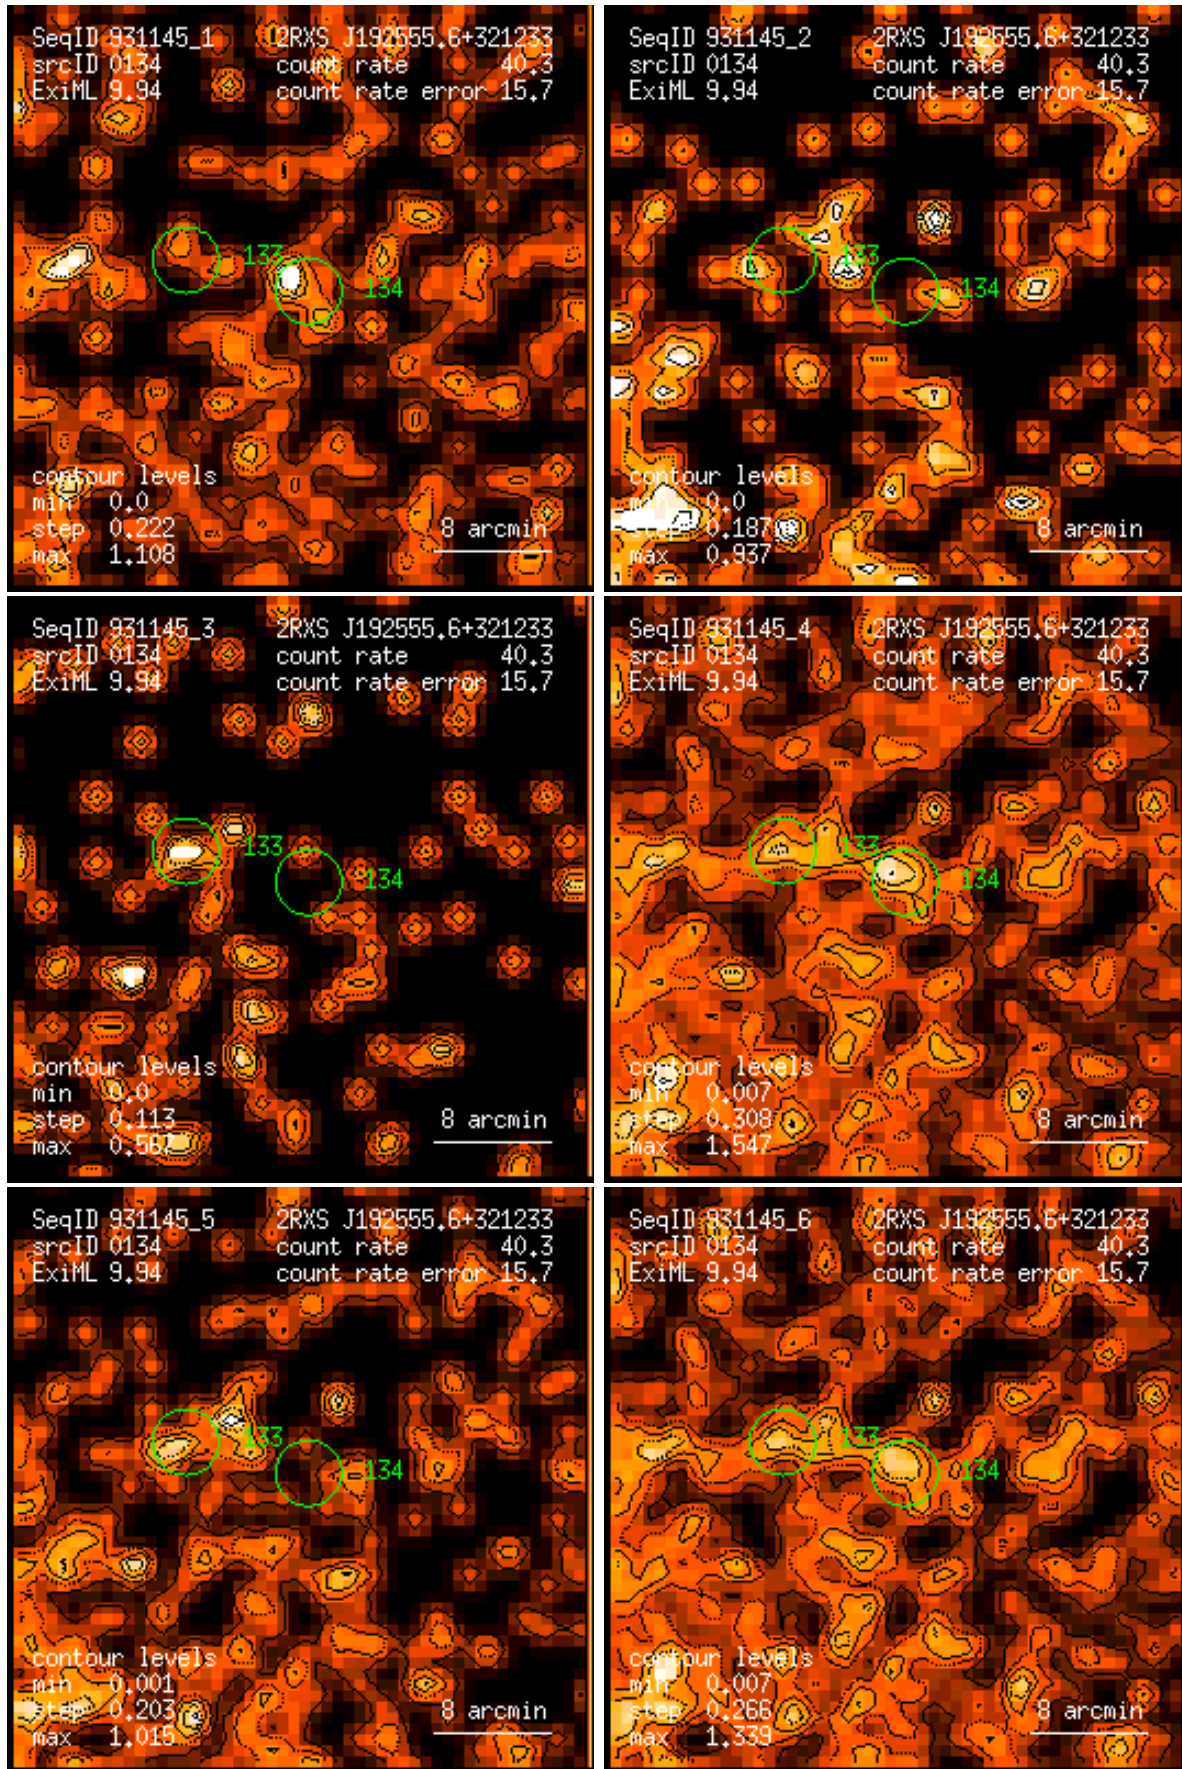 SeqID 931145_1 2RXS J192555.6+321233
srcID 0134 count rate 40.3
ExiML 9.94 count rate error 15.7
133
134
contour levels
min 0.0
step 0.222
max 1.108
8 arcmin
SeqID 931145_2 2RXS J192555.6+321233
srcID 0134 count rate 40.3
ExiML 9.94 count rate error 15.7
133
134
contour levels
min 0.0
step 0.187
max 0.937
8 arcmin
SeqID 931145_3 2RXS J192555.6+321233
srcID 0134 count rate 40.3
ExiML 9.94 count rate error 15.7
133
134
contour levels
min 0.0
step 0.113
max 0.567
8 arcmin
SeqID 931145_4 2RXS J192555.6+321233
srcID 0134 count rate 40.3
ExiML 9.94 count rate error 15.7
133
134
contour levels
min 0.007
step 0.308
max 1.547
8 arcmin
SeqID 931145_5 2RXS J192555.6+321233
srcID 0134 count rate 40.3
ExiML 9.94 count rate error 15.7
133
134
contour levels
min 0.001
step 0.203
max 1.015
8 arcmin
SeqID 931145_6 2RXS J192555.6+321233
srcID 0134 count rate 40.3
ExiML 9.94 count rate error 15.7
133
134
contour levels
min 0.007
step 0.266
max 1.339
8 arcmin